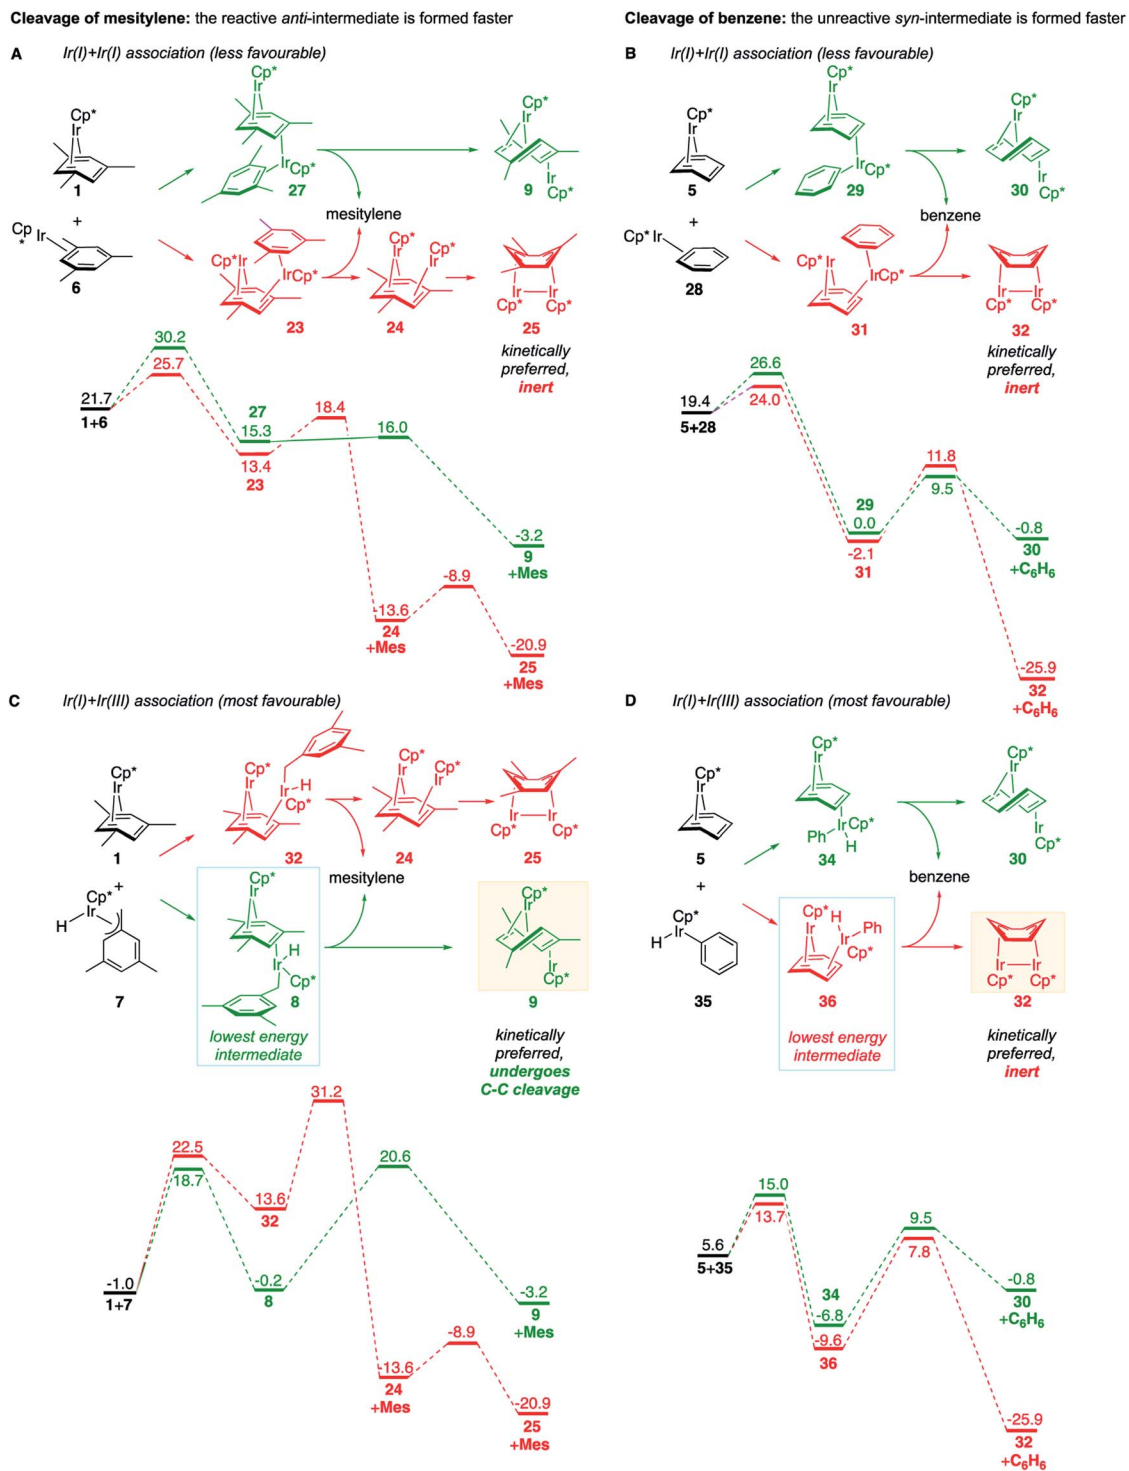 Cleavage of mesitylene: the reactive anti-intermediate is formed faster
Cleavage of benzene: the unreactive syn-intermediate is formed faster
A
Ir(I)+Ir(I) association (less favourable)
Cp*
Ir
1
+
Cp
*
Ir
6
Cp*
Ir
IrCp*
27
mesitylene
Cp*
Ir
9
Ir
Cp*
Cp*Ir
IrCp*
23
Cp*
Ir
Cp*
Ir
24
Ir
Ir
Cp*
Cp*
25
kinetically
preferred,
inert
30.2
25.7
21.7
1+6
27
15.3
13.4
23
18.4
16.0
-3.2
9
+Mes
-8.9
-13.6
24
+Mes
-20.9
25
+Mes
B
Ir(I)+Ir(I) association (less favourable)
Cp*
Ir
5
+
Cp*Ir
28
Cp*
Ir
IrCp*
29
benzene
Cp*
Ir
30
Ir
Cp*
Cp*Ir
IrCp*
31
Ir
Ir
Cp*
Cp*
32
kinetically
preferred,
inert
26.6
24.0
19.4
5+28
29
0.0
-2.1
31
11.8
9.5
-0.8
30
+C6H6
-25.9
32
+C6H6
C
Ir(I)+Ir(III) association (most favourable)
Cp*
Ir
1
+
Cp*
H
Ir
7
Cp*
Ir
H
Ir
Cp*
32
Cp*
Ir
Cp*
Ir
24
Ir
Ir
Cp*
Cp*
25
mesitylene
Cp*
Ir
H
Ir
Cp*
8
lowest energy
intermediate
Cp*
Ir
Ir
Cp*
9
kinetically
preferred,
undergoes
C-C cleavage
31.2
22.5
18.7
20.6
13.6
32
-1.0
1+7
-0.2
8
-3.2
9
+Mes
-8.9
-13.6
24
+Mes
-20.9
25
+Mes
D
Ir(I)+Ir(III) association (most favourable)
Cp*
Ir
5
+
Cp*
Ir
H
35
Cp*
Ir
Ph
Ir
Cp*
H
34
benzene
Cp*
Ir
30
Ir
Cp*
Cp*
H
Ir
Ir
Ph
Cp*
36
lowest energy
intermediate
Ir
Ir
Cp*
Cp*
32
kinetically
preferred,
inert
15.0
13.7
5.6
5+35
34
-6.8
-9.6
36
9.5
7.8
-0.8
30
+C6H6
-25.9
32
+C6H6